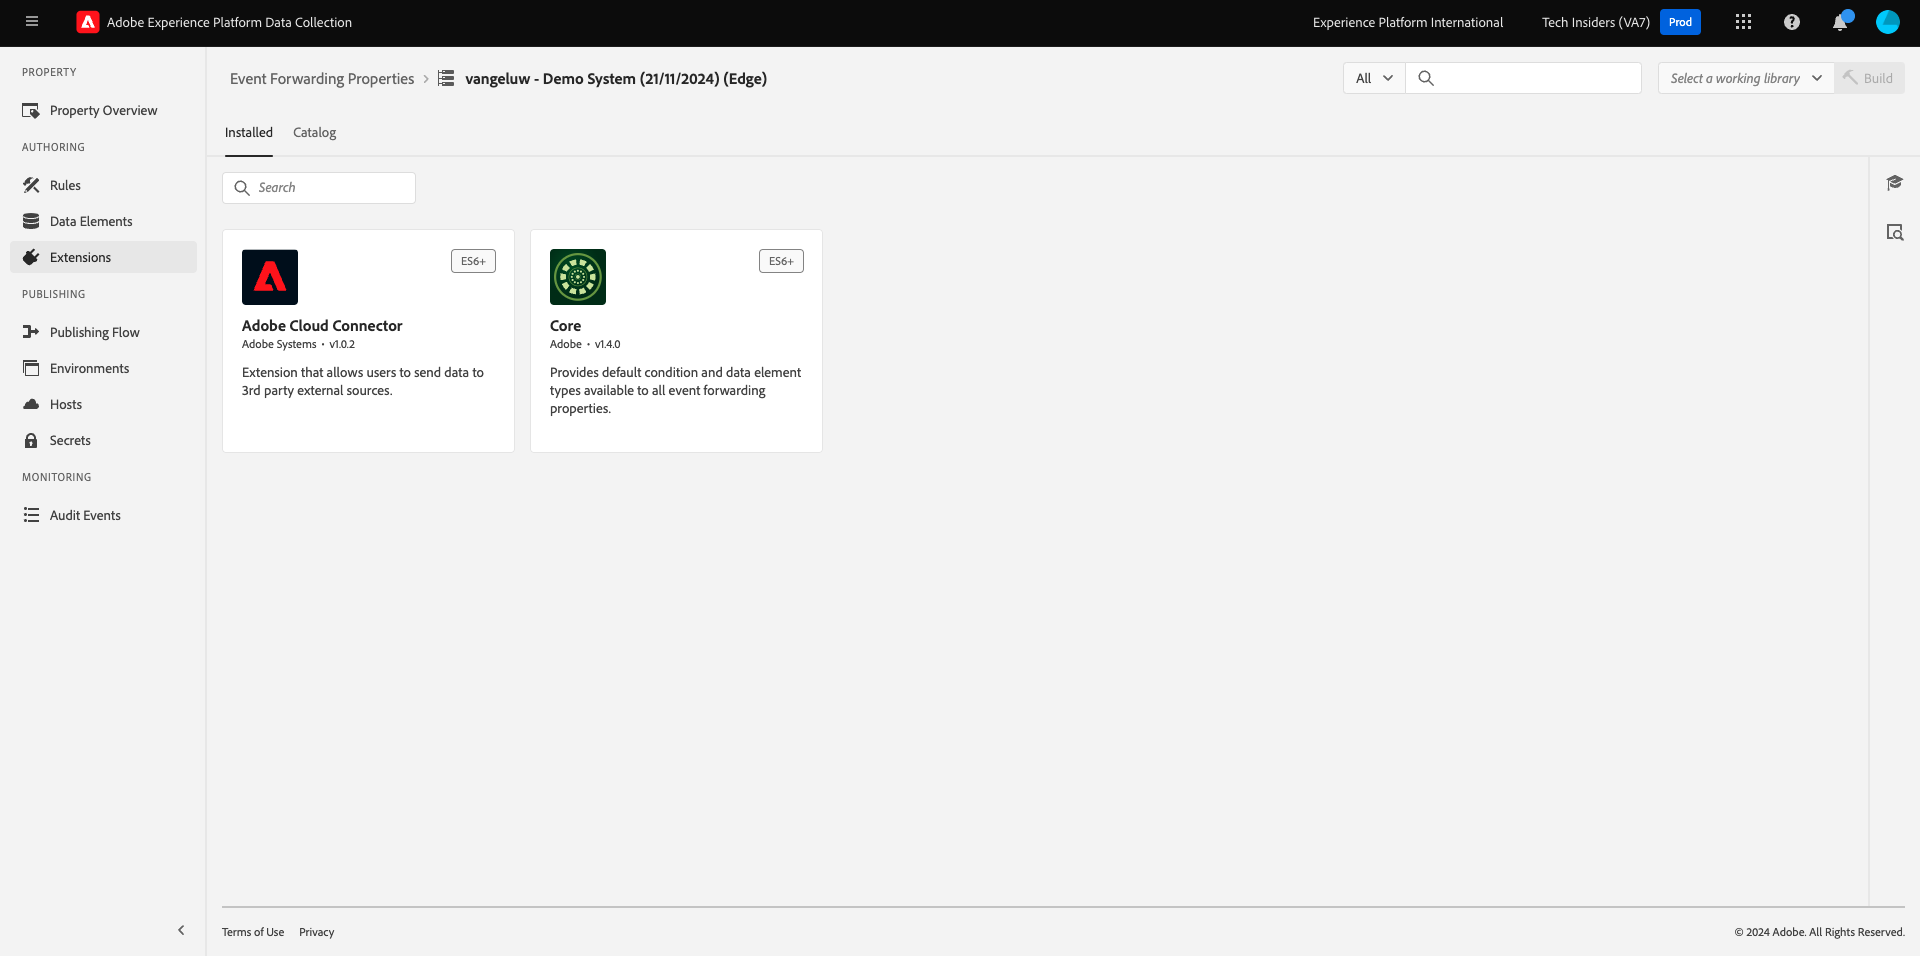 Adobe Experience Platform Data Collection
Experience Platform International
Tech Insiders (VA7)
Prod
PROPERTY
Property Overview
AUTHORING
Rules
Data Elements
Extensions
PUBLISHING
Publishing Flow
Environments
Hosts
Secrets
MONITORING
Audit Events
Event Forwarding Properties
vangeluw - Demo System (21/11/2024) (Edge)
All
Select a working library
Build
Installed
Catalog
Search
ES6+
Adobe Cloud Connector
Adobe Systems • v1.0.2
Extension that allows users to send data to
3rd party external sources.
ES6+
Core
Adobe • v1.4.0
Provides default condition and data element
types available to all event forwarding
properties.
Terms of Use
Privacy
© 2024 Adobe. All Rights Reserved.